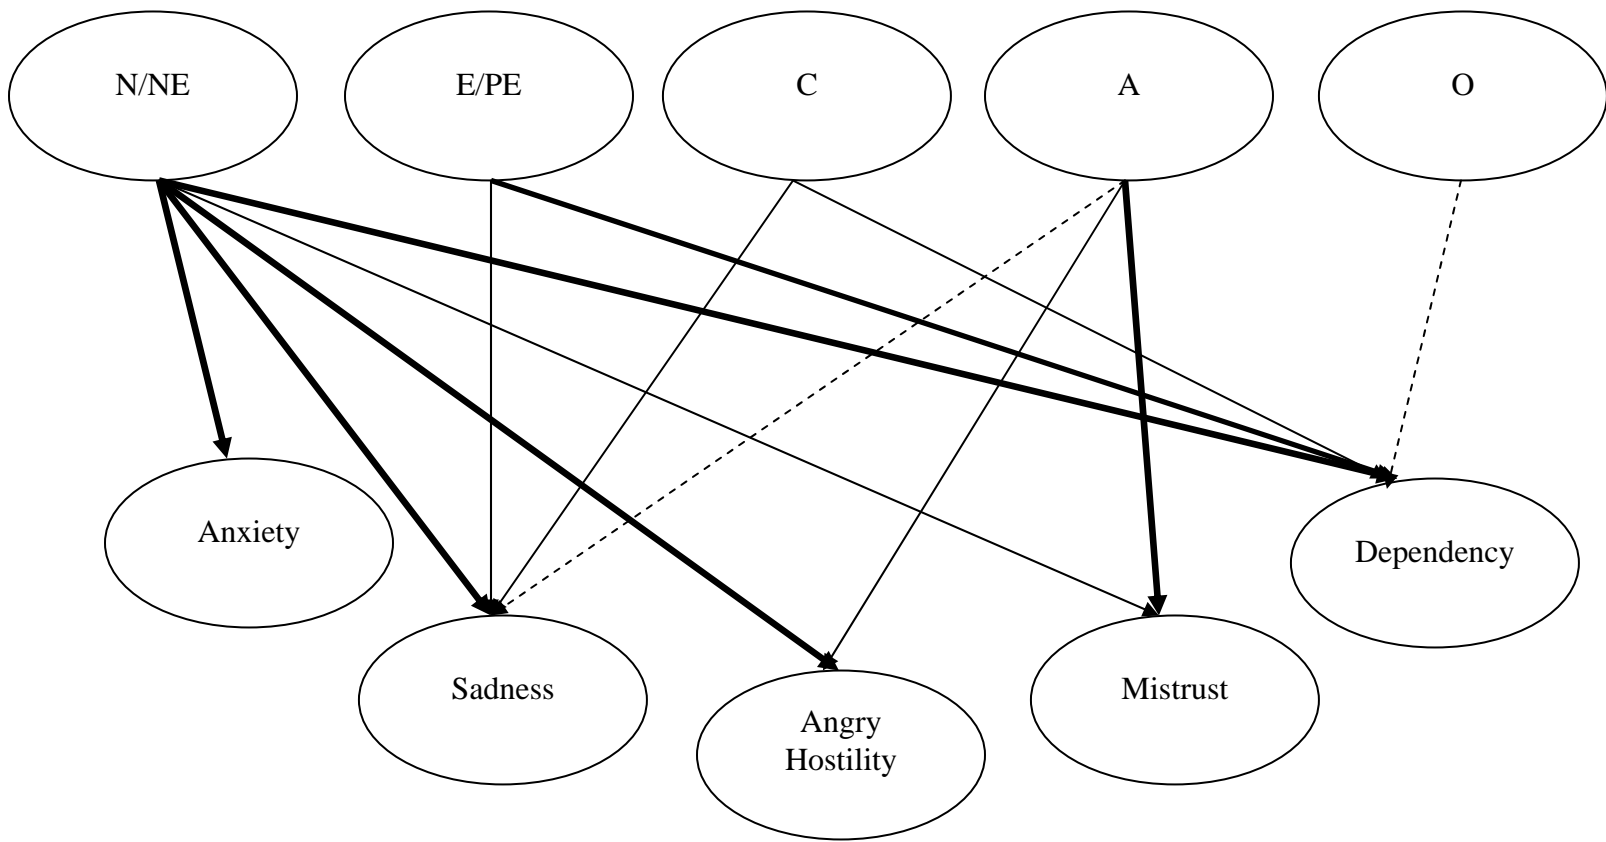 N/NE
E/PE
C
A
O
Anxiety
Dependency
Sadness
Mistrust
Angry
Hostility